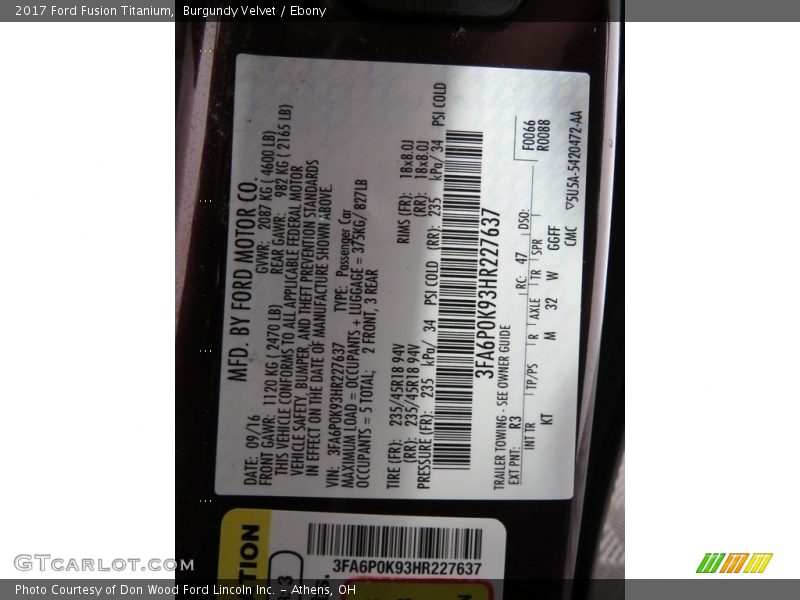 2017 Ford Fusion Titanium, Burgundy Velvet / Ebony
MFD. BY FORD MOTOR CO.
DATE: 09/16 GVWR: 2087 KG ( 4600 LB)
FRONT GAWR: 1120 KG ( 2470 LB) REAR GAWR: 982 KG ( 2165 LB)
THIS VEHICLE CONFORMS TO ALL APPLICABLE FEDERAL MOTOR
VEHICLE SAFETY, BUMPER, AND THEFT PREVENTION STANDARDS
IN EFFECT ON THE DATE OF MANUFACTURE SHOWN ABOVE.
VIN: 3FA6P0K93HR227637 TYPE: Passenger Car
MAXIMUM LOAD = OCCUPANTS + LUGGAGE = 375KG/ 827LB
OCCUPANTS = 5 TOTAL; 2 FRONT, 3 REAR
TIRE (FR): 235/45R18 94V RIMS (FR): 18x8.0J
(RR): 235/45R18 94V (RR): 18x8.0J
PRESSURE (FR): 235 kPa/ 34 PSI COLD (RR): 235 kPa/ 34 PSI COLD
3FA6P0K93HR227637
TRAILER TOWING - SEE OWNER GUIDE
F0066
R0088
EXT PNT: R3 RC: 47 DSO:
INT TR TP/PS R AXLE TR SPR
KT M 32 W GGFF
CMC ▽5U5A-5420472-AA
TION
3FA6P0K93HR227637
GTCARLOT.COM
Photo Courtesy of Don Wood Ford Lincoln Inc. – Athens, OH